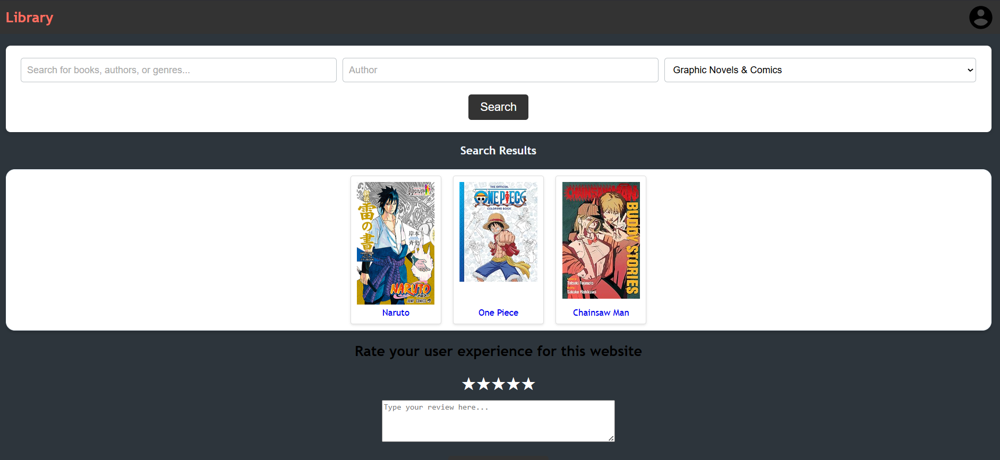 Library
Search for books, authors, or genres...
Author
Graphic Novels & Comics
Search
Search Results
新伝
雷の書
岸本
斉史
NARUTO
JUMP COMICS
Naruto
THE OFFICIAL
ONE PIECE
COLORING BOOK
One Piece
CHAINSAW MAN
BUDDY STORIES
Tatsuki Fujimoto
Sakaku Hishikawa
Chainsaw Man
Rate your user experience for this website
★★★★★
Type your review here...